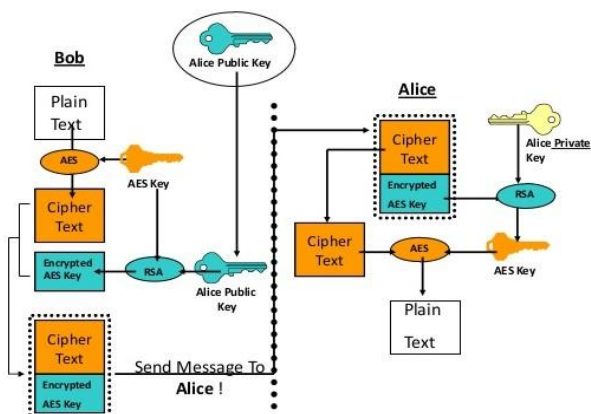 Bob
Plain
Text
AES
AES Key
Cipher
Text
Encrypted
AES Key
RSA
Alice Public Key
Alice Public
Key
Cipher
Text
Encrypted
AES Key
Send Message To
Alice !
Alice
Cipher
Text
Encrypted
AES Key
Alice Private
Key
RSA
AES Key
Cipher
Text
AES
Plain
Text